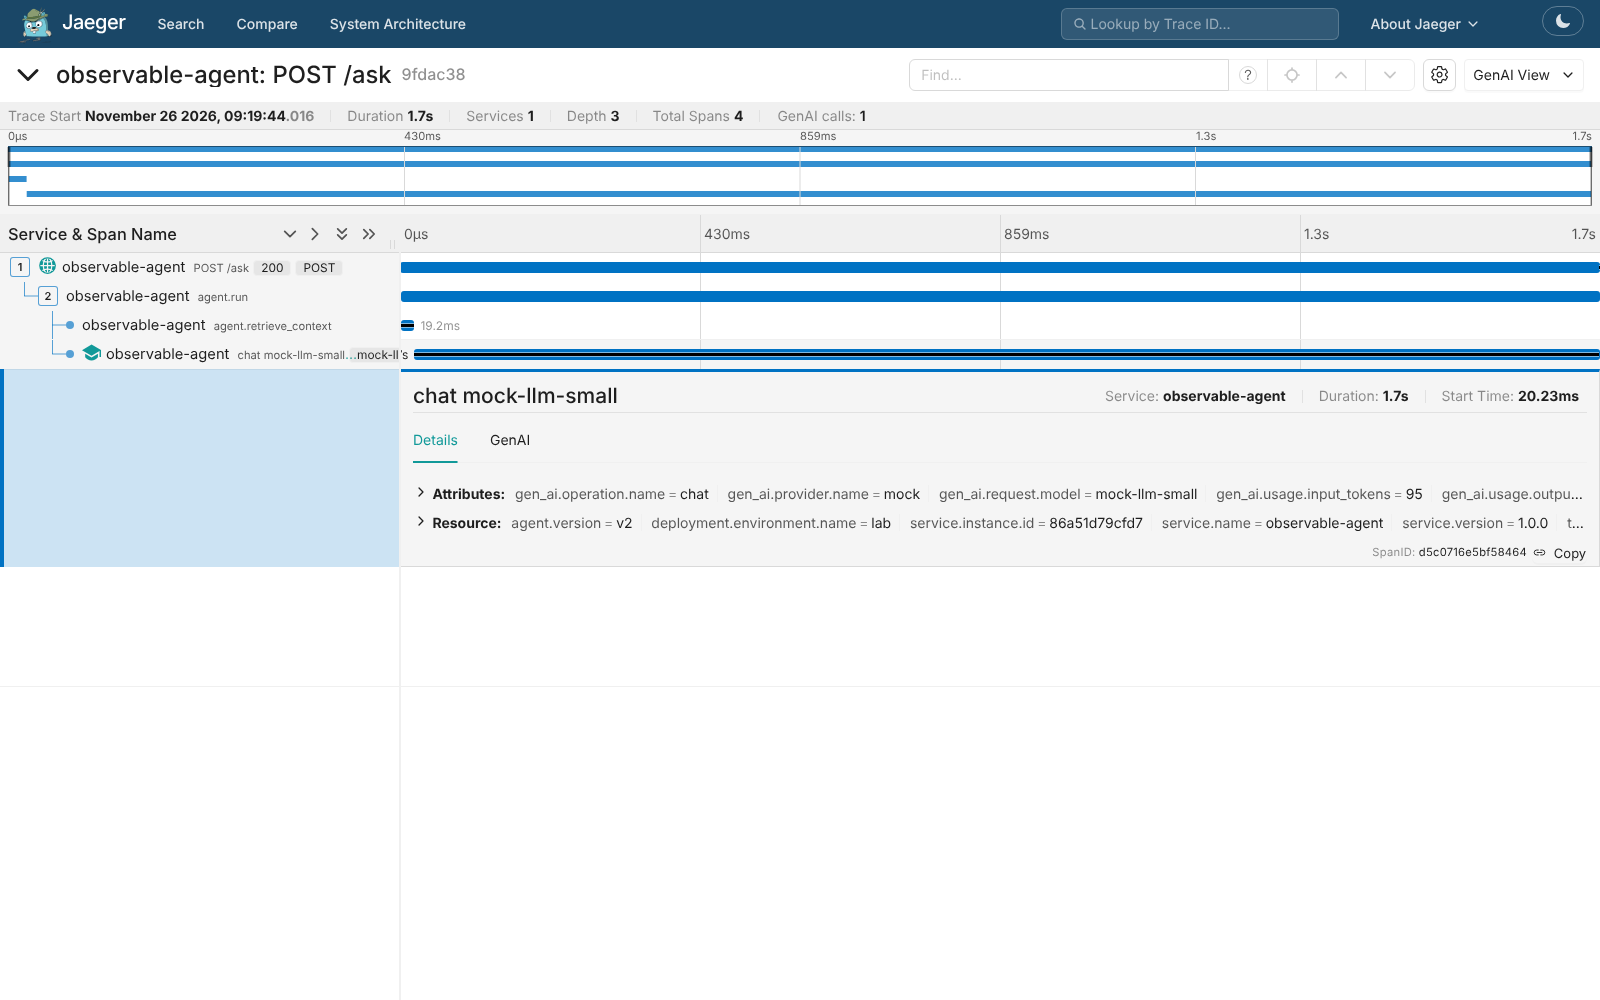 Jaeger Search Compare System Architecture Lookup by Trace ID... About Jaeger
observable-agent: POST /ask 9fdac38 Find... ? GenAI View
Trace Start November 26 2026, 09:19:44.016 Duration 1.7s Services 1 Depth 3 Total Spans 4 GenAI calls: 1
0μs 430ms 859ms 1.3s 1.7s
Service & Span Name 0μs 430ms 859ms 1.3s 1.7s
1 observable-agent POST /ask 200 POST
2 observable-agent agent.run
observable-agent agent.retrieve_context 19.2ms
observable-agent chat mock-llm-small...mock-ll's
chat mock-llm-small Service: observable-agent Duration: 1.7s Start Time: 20.23ms
Details GenAI
Attributes: gen_ai.operation.name = chat gen_ai.provider.name = mock gen_ai.request.model = mock-llm-small gen_ai.usage.input_tokens = 95 gen_ai.usage.outpu...
Resource: agent.version = v2 deployment.environment.name = lab service.instance.id = 86a51d79cfd7 service.name = observable-agent service.version = 1.0.0 t...
SpanID: d5c0716e5bf58464 Copy